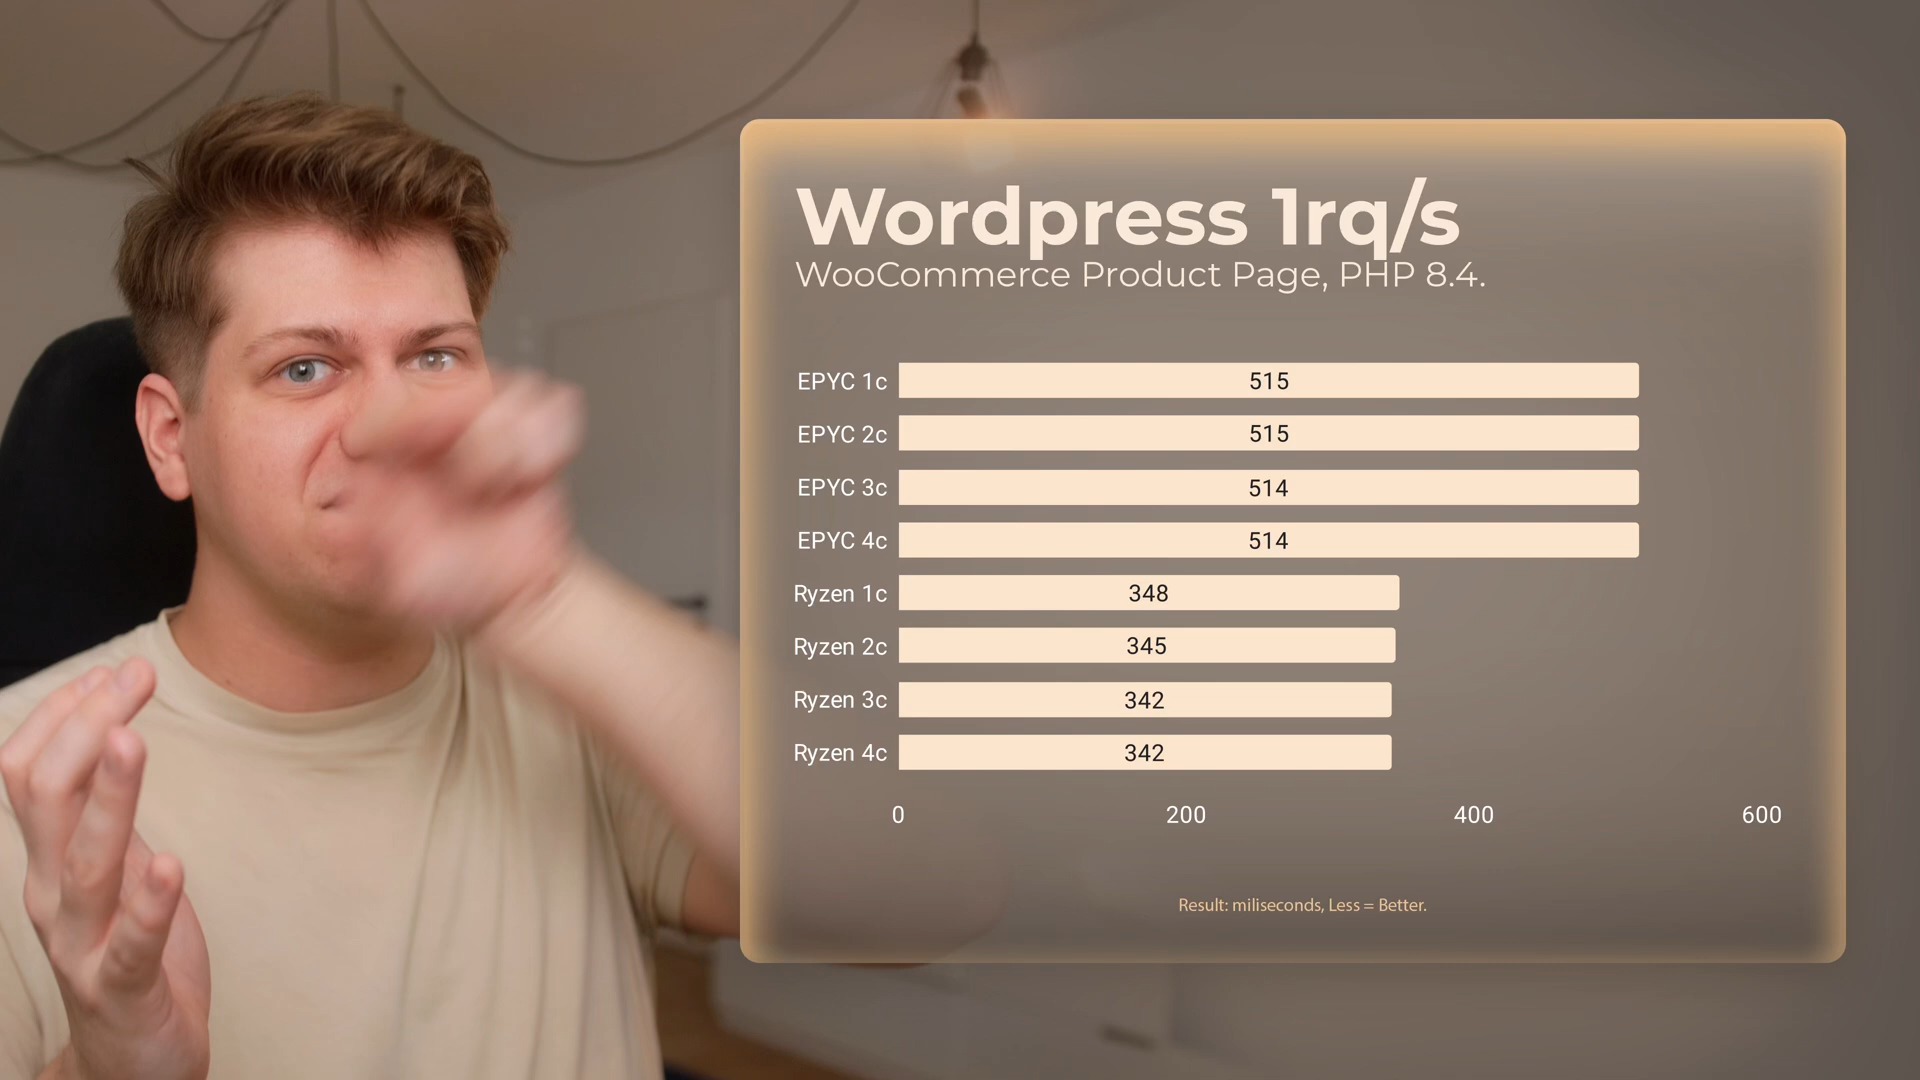 Wordpress 1rq/s
WooCommerce Product Page, PHP 8.4.
EPYC 1c 515
EPYC 2c 515
EPYC 3c 514
EPYC 4c 514
Ryzen 1c 348
Ryzen 2c 345
Ryzen 3c 342
Ryzen 4c 342
0 200 400 600
Result: miliseconds, Less = Better.